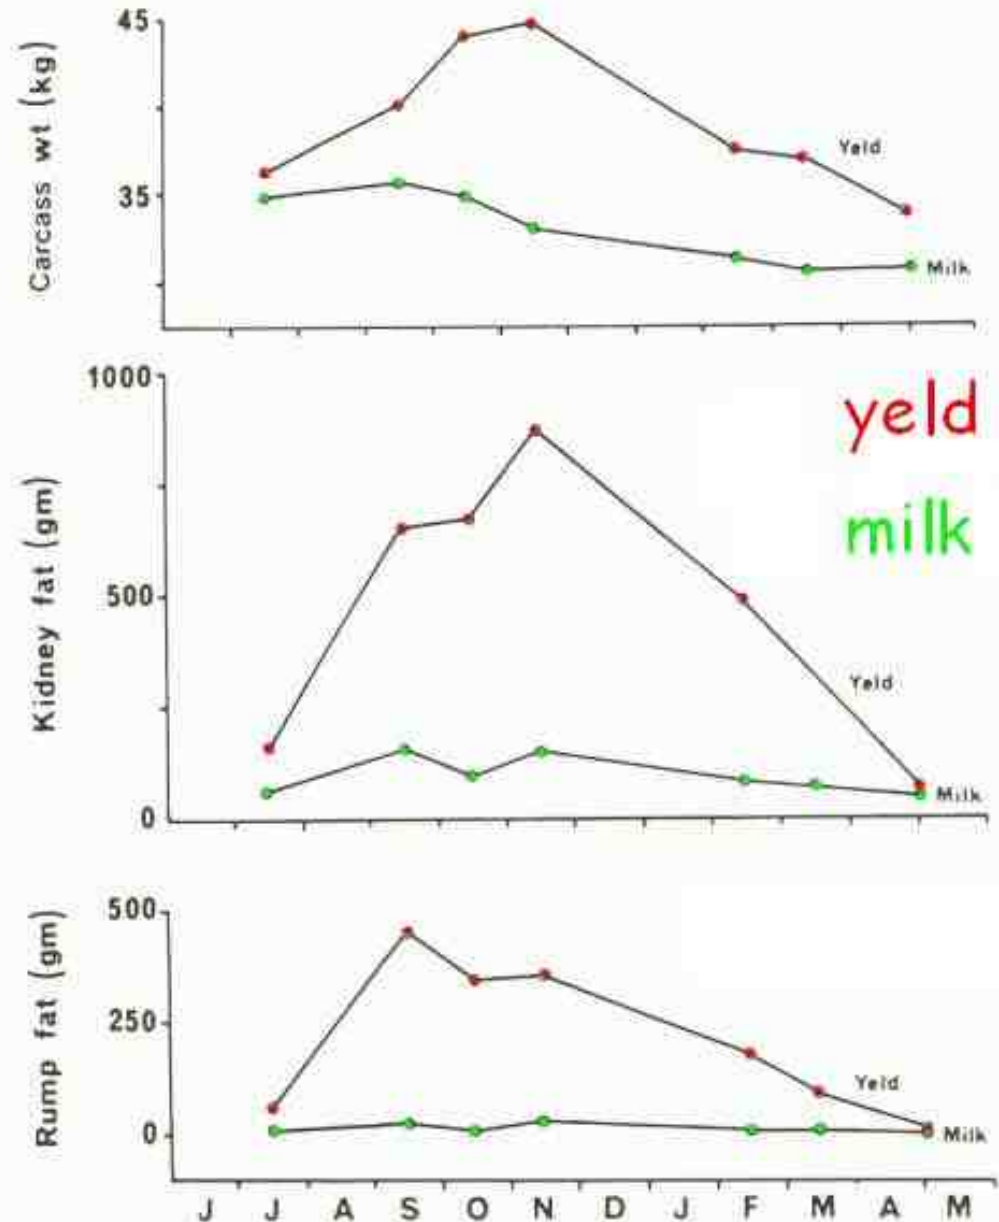 Carcass wt (kg)
45
35
Yeld
Milk
Kidney fat (gm)
1000
500
0
yeld
milk
Yeld
Milk
Rump fat (gm)
500
250
0
Yeld
Milk
J J A S O N D J F M A M